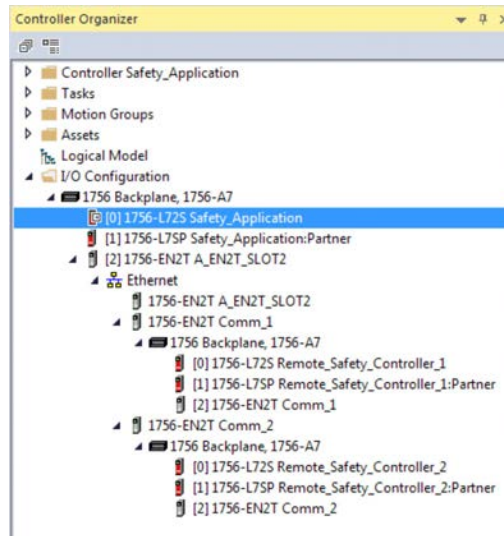 Controller Organizer
Controller Safety_Application
Tasks
Motion Groups
Assets
Logical Model
I/O Configuration
1756 Backplane, 1756-A7
[0] 1756-L72S Safety_Application
[1] 1756-L7SP Safety_Application:Partner
[2] 1756-EN2T A_EN2T_SLOT2
Ethernet
1756-EN2T A_EN2T_SLOT2
1756-EN2T Comm_1
1756 Backplane, 1756-A7
[0] 1756-L72S Remote_Safety_Controller_1
[1] 1756-L7SP Remote_Safety_Controller_1:Partner
[2] 1756-EN2T Comm_1
1756-EN2T Comm_2
1756 Backplane, 1756-A7
[0] 1756-L72S Remote_Safety_Controller_2
[1] 1756-L7SP Remote_Safety_Controller_2:Partner
[2] 1756-EN2T Comm_2